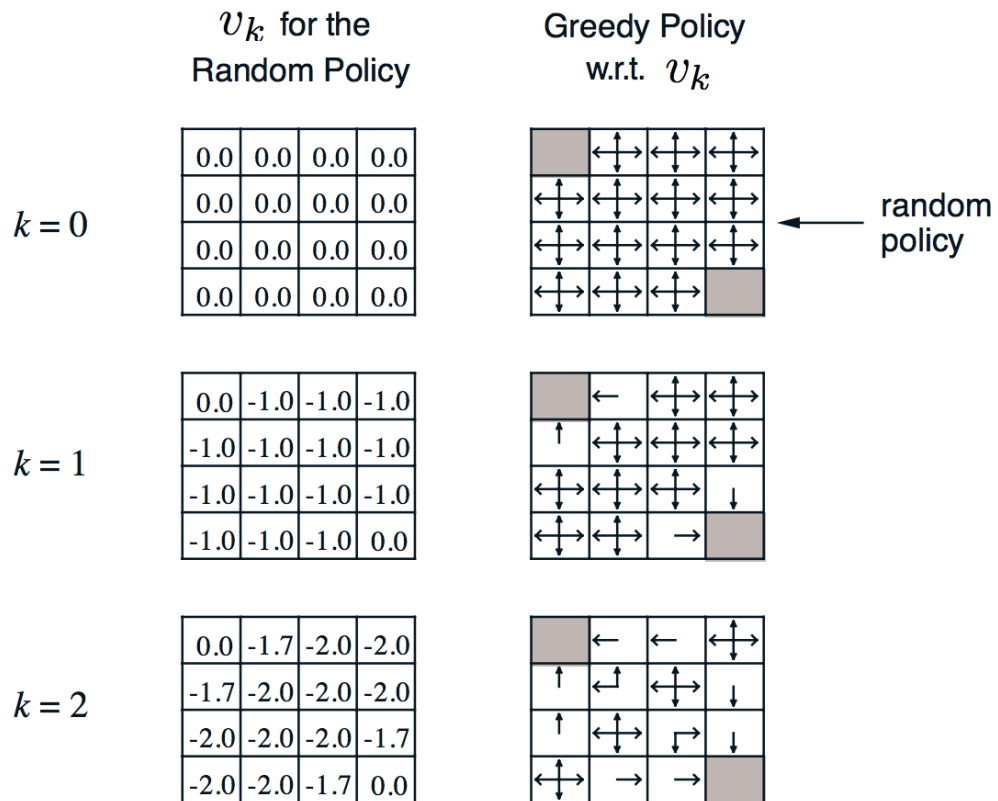 v_k for the
Random Policy
Greedy Policy
w.r.t. v_k
0.0 0.0 0.0 0.0
0.0 0.0 0.0 0.0
k = 0
0.0 0.0 0.0 0.0
0.0 0.0 0.0 0.0
random
policy
0.0 -1.0 -1.0 -1.0
-1.0 -1.0 -1.0 -1.0
k = 1
-1.0 -1.0 -1.0 -1.0
-1.0 -1.0 -1.0 0.0
0.0 -1.7 -2.0 -2.0
-1.7 -2.0 -2.0 -2.0
k = 2
-2.0 -2.0 -2.0 -1.7
-2.0 -2.0 -1.7 0.0